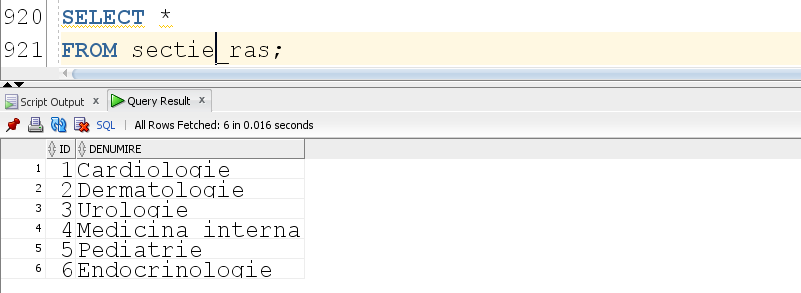 920 SELECT *
921 FROM sectie_ras;
Script Output x Query Result x
SQL All Rows Fetched: 6 in 0.016 seconds
ID DENUMIRE
1 1 Cardiologie
2 2 Dermatologie
3 3 Urologie
4 4 Medicina interna
5 5 Pediatrie
6 6 Endocrinologie